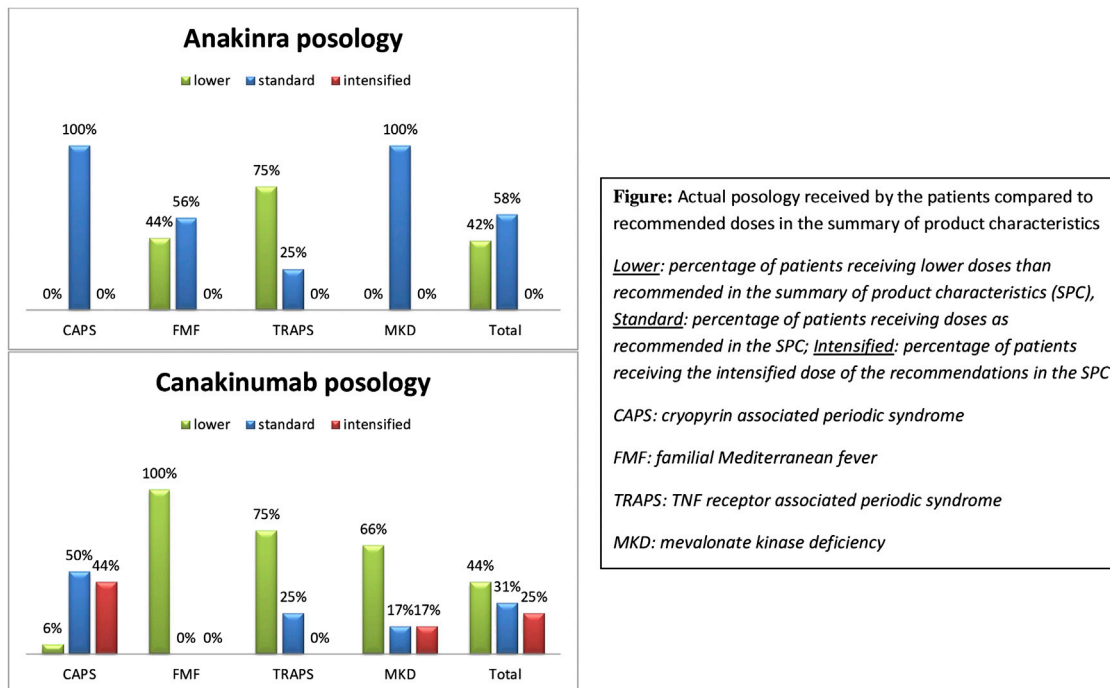 Anakinra posology
lower standard intensified
100% 100%
75%
56% 58%
44% 42%
25%
0% 0% 0% 0% 0% 0% 0%
CAPS FMF TRAPS MKD Total
Canakinumab posology
lower standard intensified
100%
75%
66%
50%
44% 44%
31%
25% 25%
17% 17%
6%
0% 0% 0%
CAPS FMF TRAPS MKD Total
Figure: Actual posology received by the patients compared to
recommended doses in the summary of product characteristics
Lower: percentage of patients receiving lower doses than
recommended in the summary of product characteristics (SPC),
Standard: percentage of patients receiving doses as
recommended in the SPC; Intensified: percentage of patients
receiving the intensified dose of the recommendations in the SPC
CAPS: cryopyrin associated periodic syndrome
FMF: familial Mediterranean fever
TRAPS: TNF receptor associated periodic syndrome
MKD: mevalonate kinase deficiency